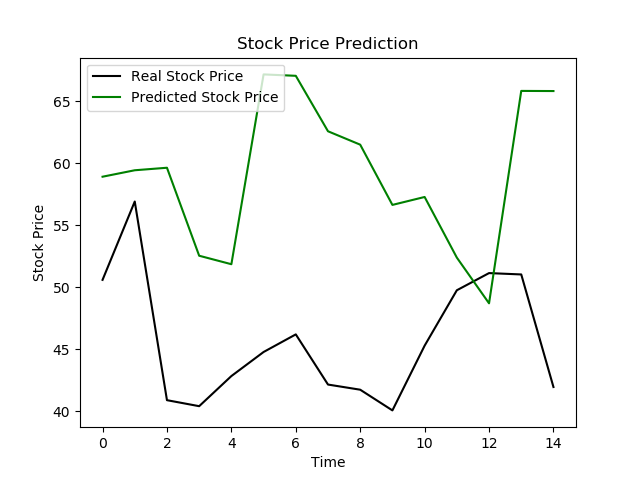 Stock Price Prediction
Real Stock Price
Predicted Stock Price
65
60
55
50
45
40
Stock Price
0 2 4 6 8 10 12 14
Time